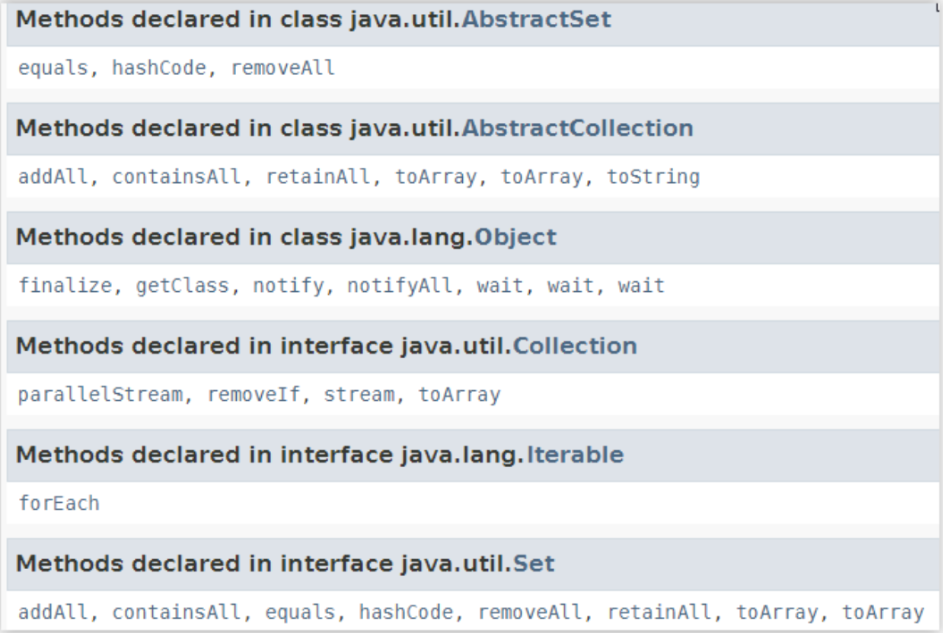 Methods declared in class java.util.AbstractSet
equals, hashCode, removeAll
Methods declared in class java.util.AbstractCollection
addAll, containsAll, retainAll, toArray, toArray, toString
Methods declared in class java.lang.Object
finalize, getClass, notify, notifyAll, wait, wait, wait
Methods declared in interface java.util.Collection
parallelStream, removeIf, stream, toArray
Methods declared in interface java.lang.Iterable
forEach
Methods declared in interface java.util.Set
addAll, containsAll, equals, hashCode, removeAll, retainAll, toArray, toArray